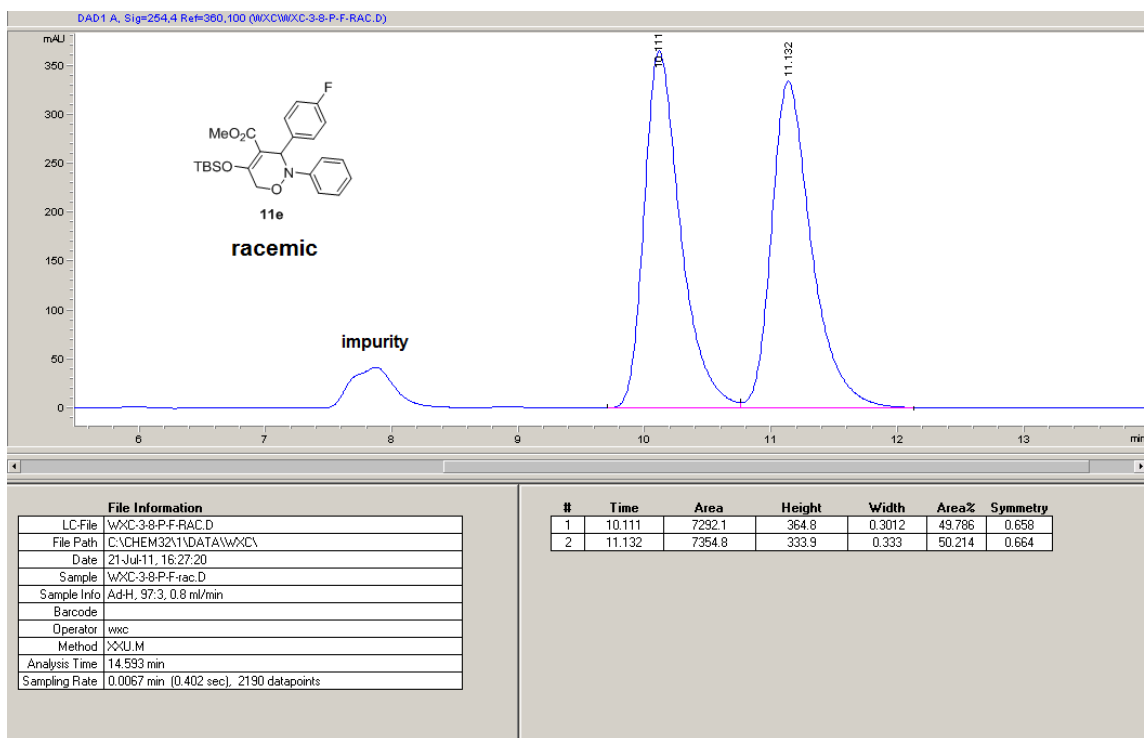 DAD1 A, Sig=254,4 Ref=360,100 (WXC\WXC-3-8-P-F-RAC.D)
mAU
350
300
250
200
150
100
50
0
10.111
11.132
F
MeO2C
TBSO
N
O
11e
racemic
impurity
6 7 8 9 10 11 12 13 min
File Information
LC-File WXC-3-8-P-F-RAC.D
File Path C:\CHEM32\1\DATA\WXC\
Date 21-Jul-11, 16:27:20
Sample WXC-3-8-P-F-rac.D
Sample Info Ad-H, 97:3, 0.8 ml/min
Barcode
Operator wxc
Method XXU.M
Analysis Time 14.593 min
Sampling Rate 0.0067 min (0.402 sec), 2190 datapoints
# Time Area Height Width Area% Symmetry
1 10.111 7292.1 364.8 0.3012 49.786 0.658
2 11.132 7354.8 333.9 0.333 50.214 0.664